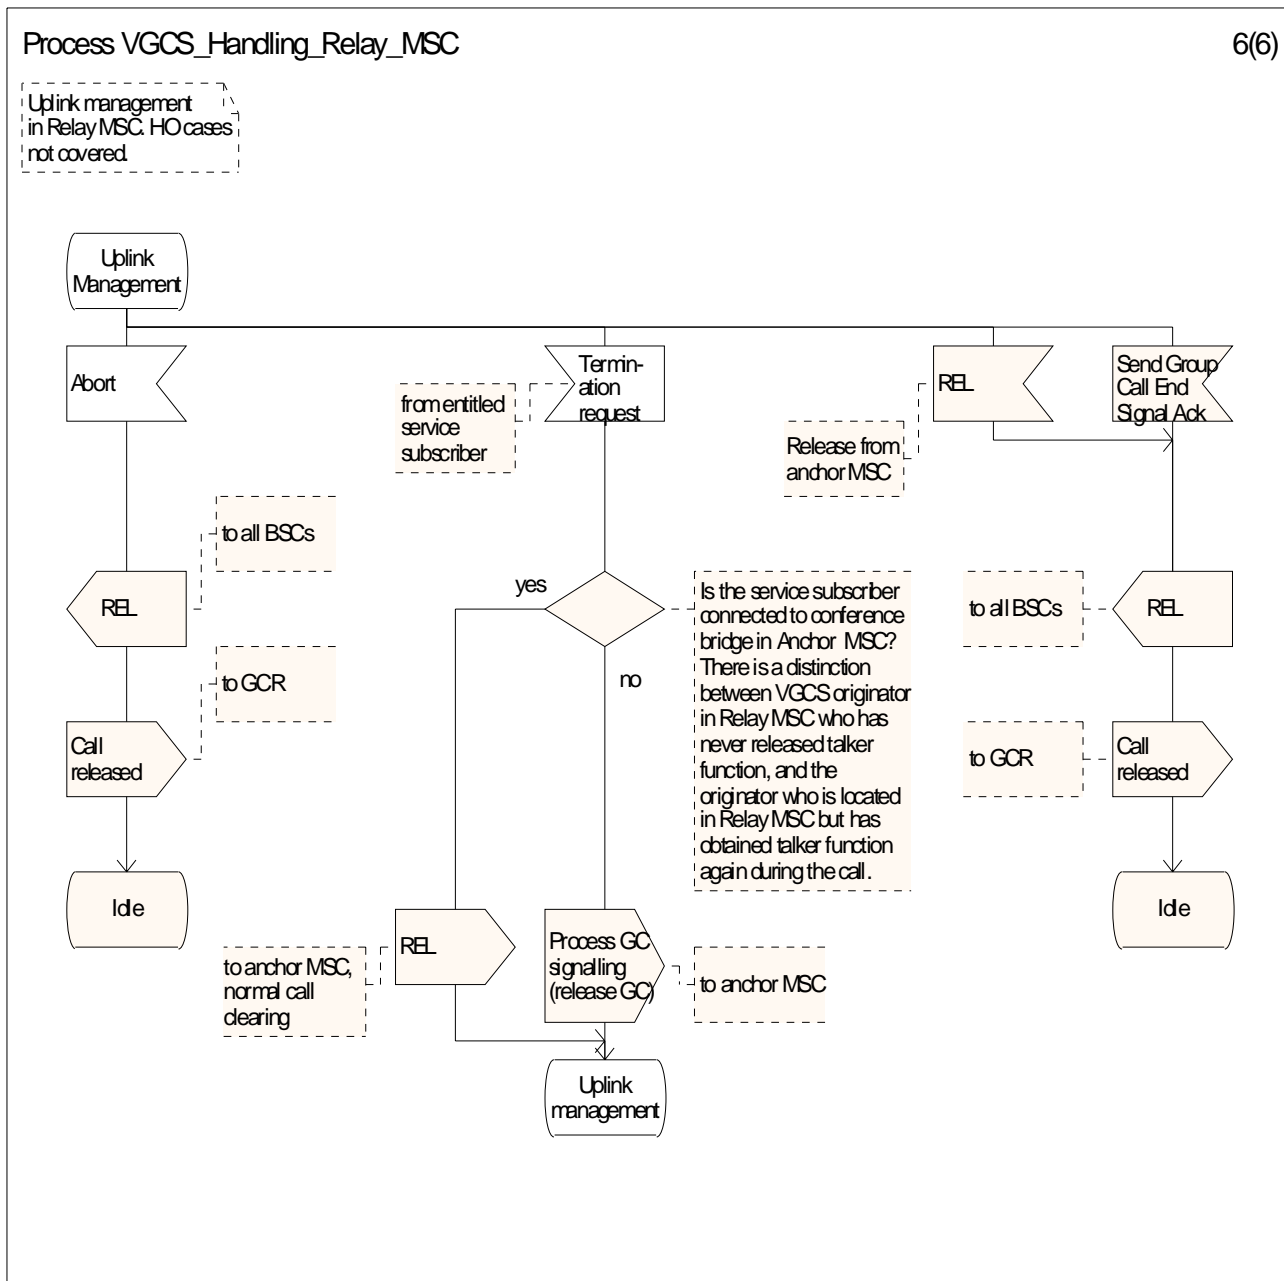 Process VGCS_Handling_Relay_MSC
6(6)
Uplink management
in Relay MSC. HO cases
not covered.
Uplink
Management
Abort
from entitled
service
subscriber
Termin-
ation
request
REL
Release from
anchor MSC
Send Group
Call End
Signal Ack
to all BSCs
REL
to GCR
Call
released
Idle
yes
no
Is the service subscriber
connected to conference
bridge in Anchor MSC?
There is a distinction
between VGCS originator
in Relay MSC who has
never released talker
function, and the
originator who is located
in Relay MSC but has
obtained talker function
again during the call.
to anchor MSC,
normal call
clearing
REL
Process GC
signalling
(release GC)
to anchor MSC
Uplink
management
to all BSCs
REL
to GCR
Call
released
Idle